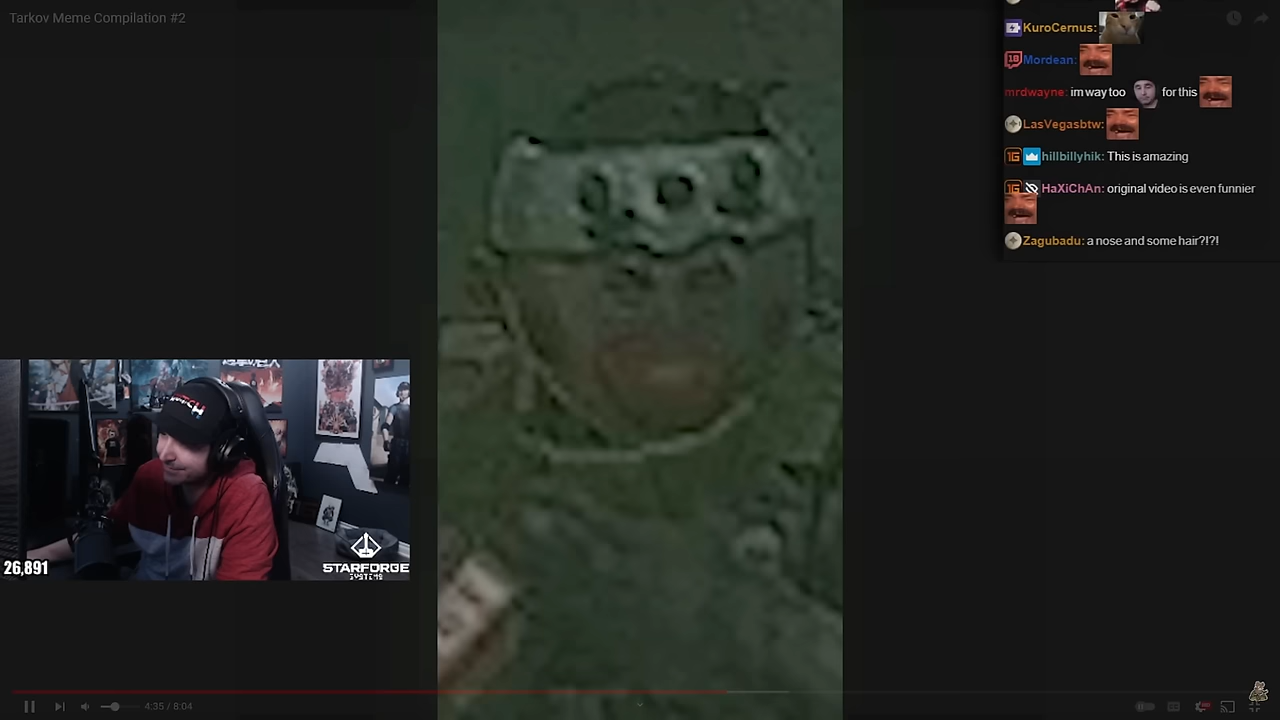 Tarkov Meme Compilation #2
KuroCernus:
Mordean:
mrdwayne: im way too for this
LasVegasbtw:
hillbillyhik: This is amazing
HaXiChAn: original video is even funnier
Zagubadu: a nose and some hair?!?!
26,891
STARFORGE
SYSTEMS
4:35 / 8:04